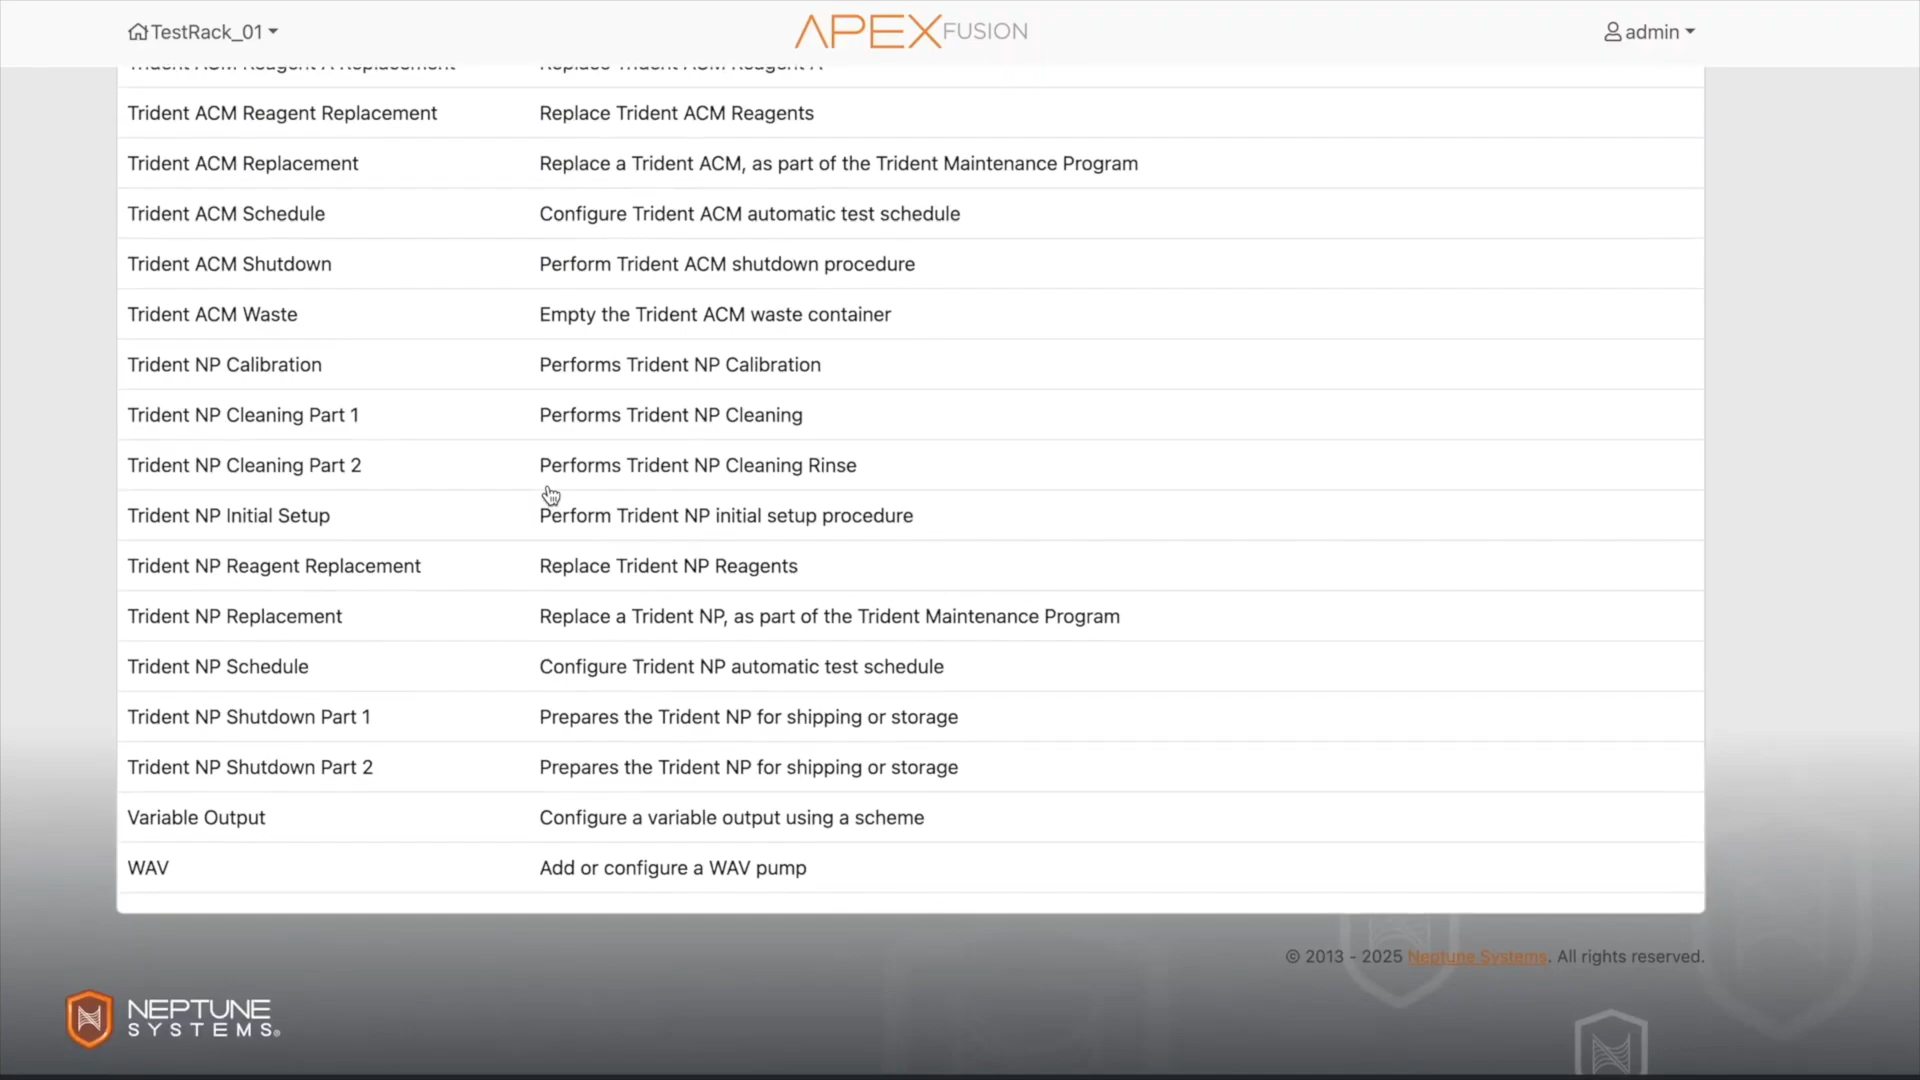 TestRack_01
APEX FUSION
admin
Trident ACM Reagent A Replacement Replace Trident ACM Reagent A
Trident ACM Reagent Replacement Replace Trident ACM Reagents
Trident ACM Replacement Replace a Trident ACM, as part of the Trident Maintenance Program
Trident ACM Schedule Configure Trident ACM automatic test schedule
Trident ACM Shutdown Perform Trident ACM shutdown procedure
Trident ACM Waste Empty the Trident ACM waste container
Trident NP Calibration Performs Trident NP Calibration
Trident NP Cleaning Part 1 Performs Trident NP Cleaning
Trident NP Cleaning Part 2 Performs Trident NP Cleaning Rinse
Trident NP Initial Setup Perform Trident NP initial setup procedure
Trident NP Reagent Replacement Replace Trident NP Reagents
Trident NP Replacement Replace a Trident NP, as part of the Trident Maintenance Program
Trident NP Schedule Configure Trident NP automatic test schedule
Trident NP Shutdown Part 1 Prepares the Trident NP for shipping or storage
Trident NP Shutdown Part 2 Prepares the Trident NP for shipping or storage
Variable Output Configure a variable output using a scheme
WAV Add or configure a WAV pump
© 2013 - 2025 Neptune Systems. All rights reserved.
NEPTUNE
SYSTEMS®